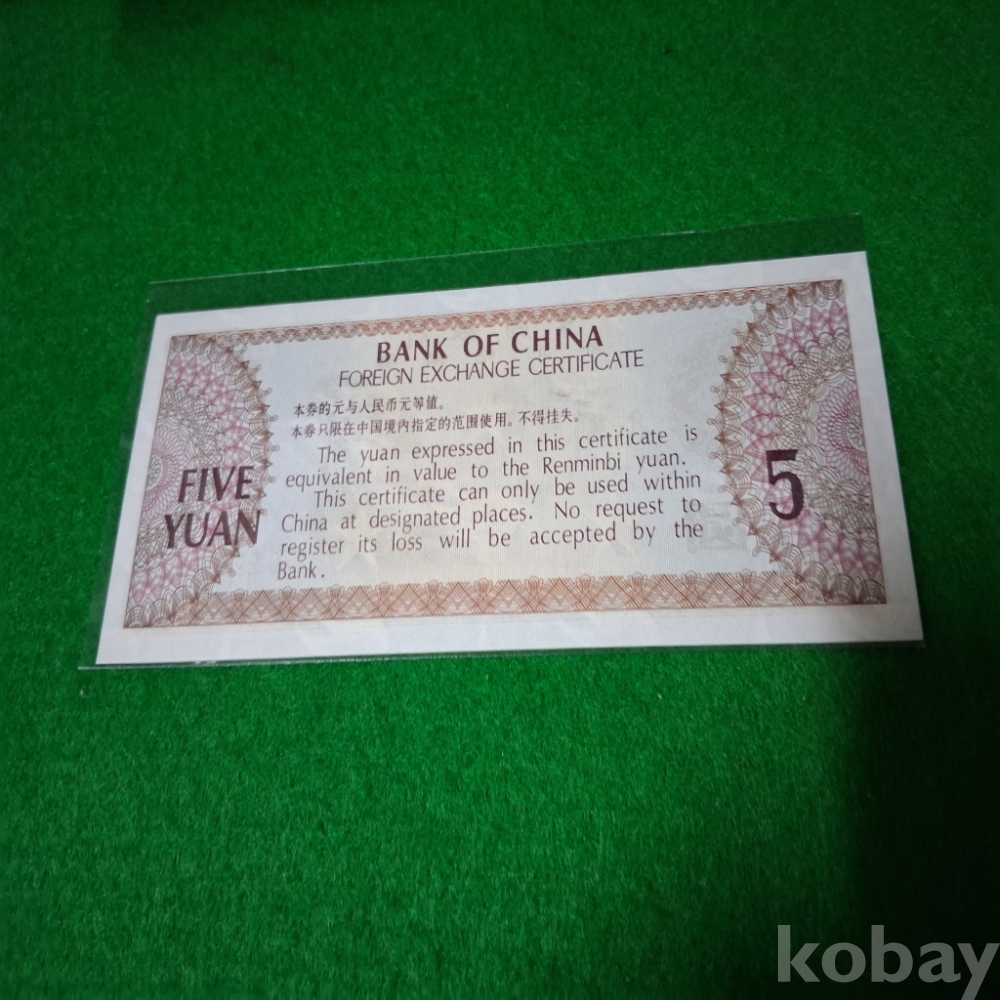 BANK OF CHINA
FOREIGN EXCHANGE CERTIFICATE
本券的元与人民币元等值。
本券只限在中国境内指定的范围使用。不得挂失。
The yuan expressed in this certificate is
equivalent in value to the Renminbi yuan.
This certificate can only be used within
China at designated places. No request to
register its loss will be accepted by the
Bank.
FIVE
YUAN
5
kobay